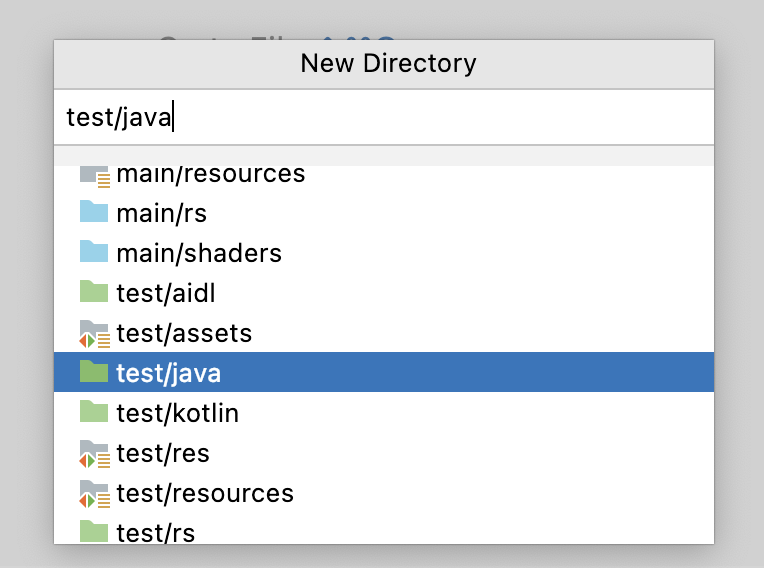 New Directory
test/java
main/resources
main/rs
main/shaders
test/aidl
test/assets
test/java
test/kotlin
test/res
test/resources
test/rs